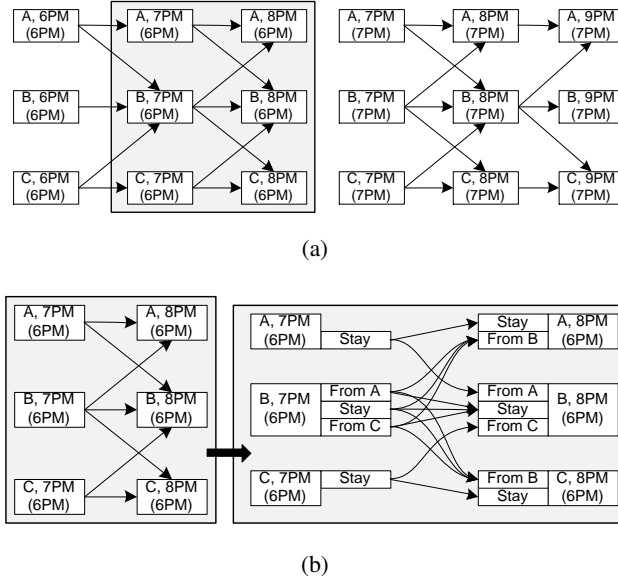 A, 6PM
(6PM)
A, 7PM
(6PM)
A, 8PM
(6PM)
B, 6PM
(6PM)
B, 7PM
(6PM)
B, 8PM
(6PM)
C, 6PM
(6PM)
C, 7PM
(6PM)
C, 8PM
(6PM)
A, 7PM
(7PM)
A, 8PM
(7PM)
A, 9PM
(7PM)
B, 7PM
(7PM)
B, 8PM
(7PM)
B, 9PM
(7PM)
C, 7PM
(7PM)
C, 8PM
(7PM)
C, 9PM
(7PM)
(a)
A, 7PM
(6PM)
A, 8PM
(6PM)
B, 7PM
(6PM)
B, 8PM
(6PM)
C, 7PM
(6PM)
C, 8PM
(6PM)
A, 7PM
(6PM)
Stay
Stay
From B
A, 8PM
(6PM)
B, 7PM
(6PM)
From A
Stay
From C
From A
Stay
From C
B, 8PM
(6PM)
C, 7PM
(6PM)
Stay
From B
Stay
C, 8PM
(6PM)
(b)